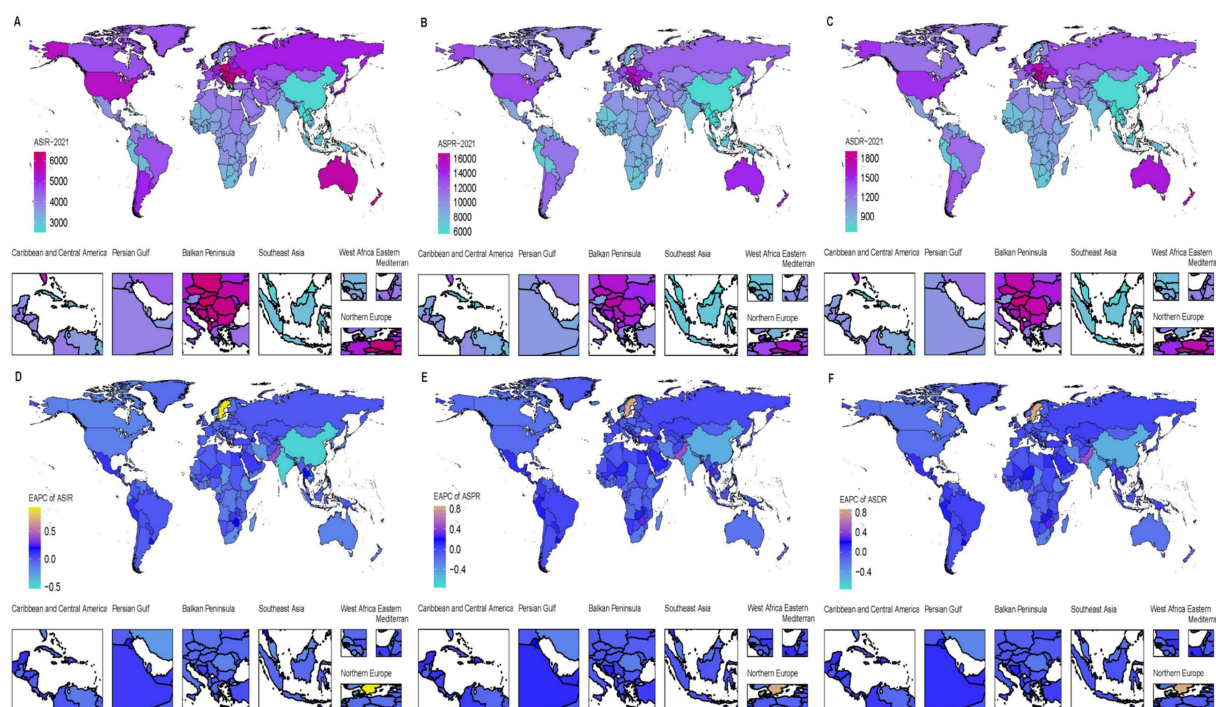 A
B
C
ASIR-2021
6000
5000
4000
3000
ASPR-2021
16000
14000
12000
10000
8000
6000
ASDR-2021
1800
1500
1200
900
Caribbean and Central America Persian Gulf Balkan Peninsula Southeast Asia West Africa Eastern
Mediterran
Northern Europe
Caribbean and Central America Persian Gulf Balkan Peninsula Southeast Asia West Africa Eastern
Mediterran
Northern Europe
Caribbean and Central America Persian Gulf Balkan Peninsula Southeast Asia West Africa Eastern
Mediterran
Northern Europe
D
E
F
EAPC of ASIR
0.5
0.0
-0.5
EAPC of ASPR
0.8
0.4
0.0
-0.4
EAPC of ASDR
0.8
0.4
0.0
-0.4
Caribbean and Central America Persian Gulf Balkan Peninsula Southeast Asia West Africa Eastern
Mediterran
Northern Europe
Caribbean and Central America Persian Gulf Balkan Peninsula Southeast Asia West Africa Eastern
Mediterran
Northern Europe
Caribbean and Central America Persian Gulf Balkan Peninsula Southeast Asia West Africa Eastern
Mediterran
Northern Europe